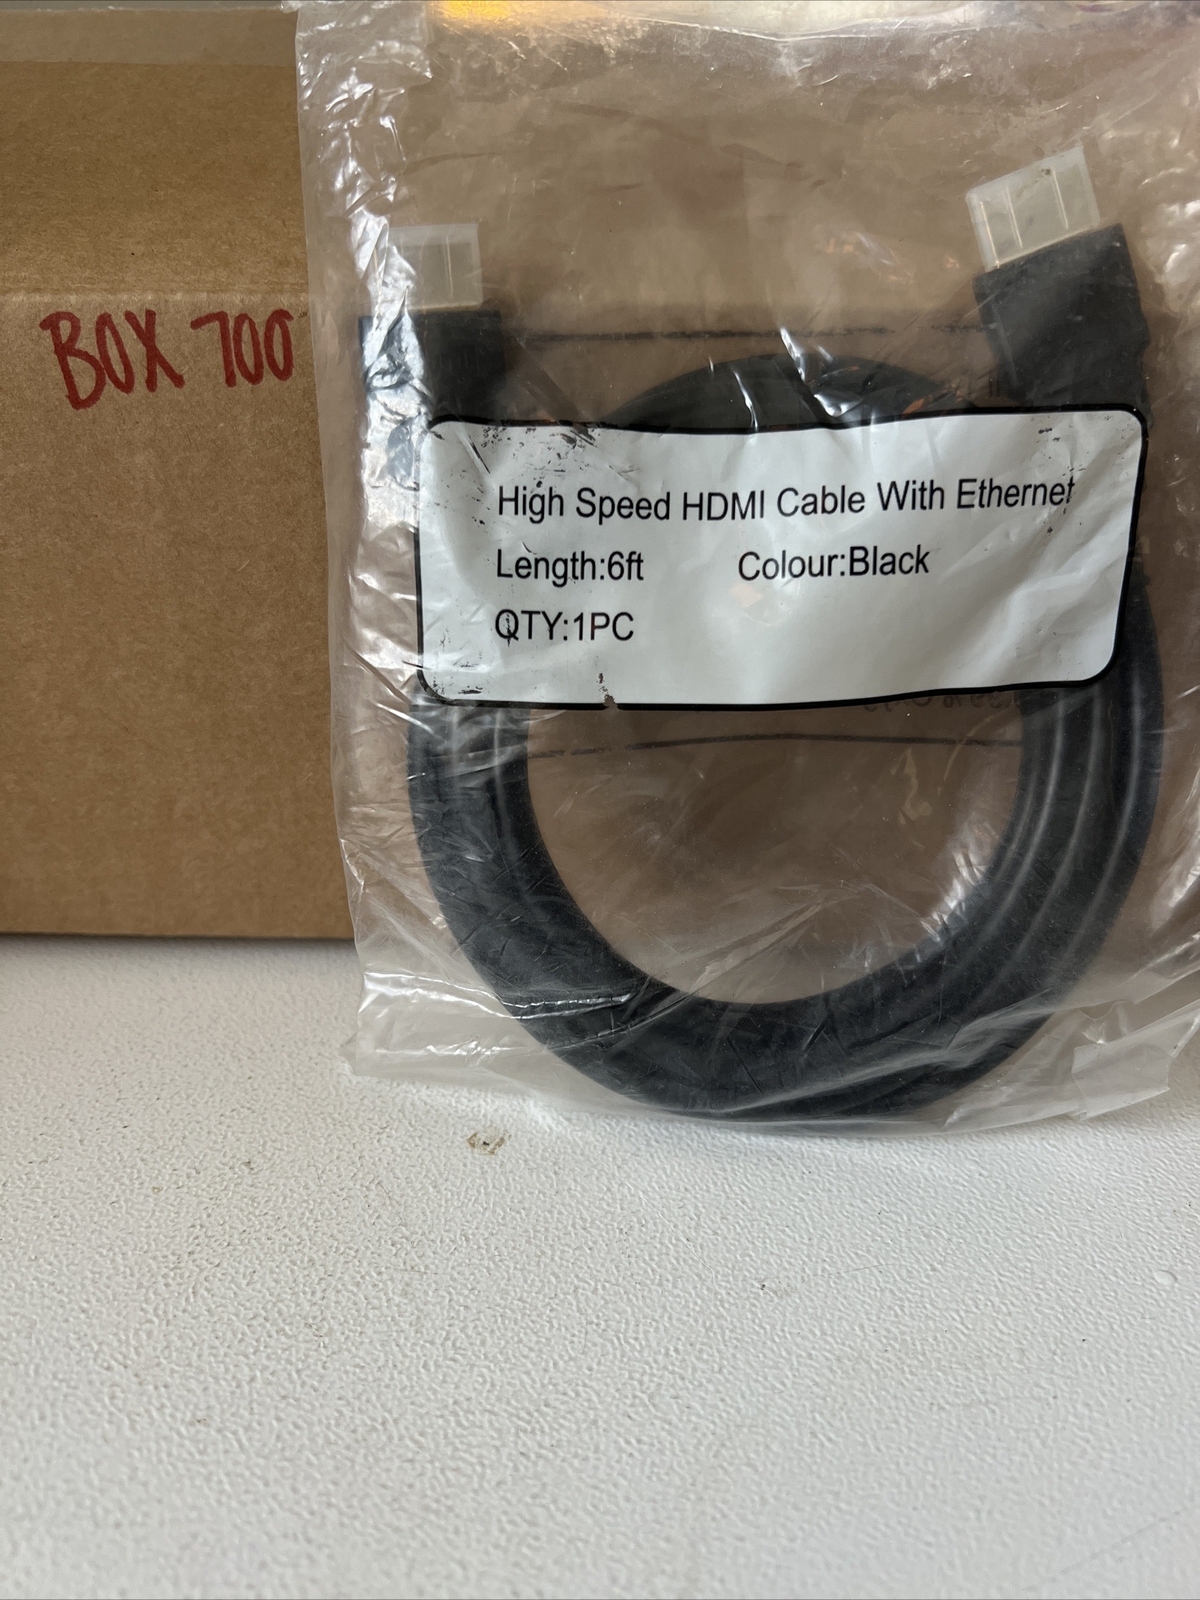 BOX 700
High Speed HDMI Cable With Ethernet
Length:6ft Colour:Black
QTY:1PC